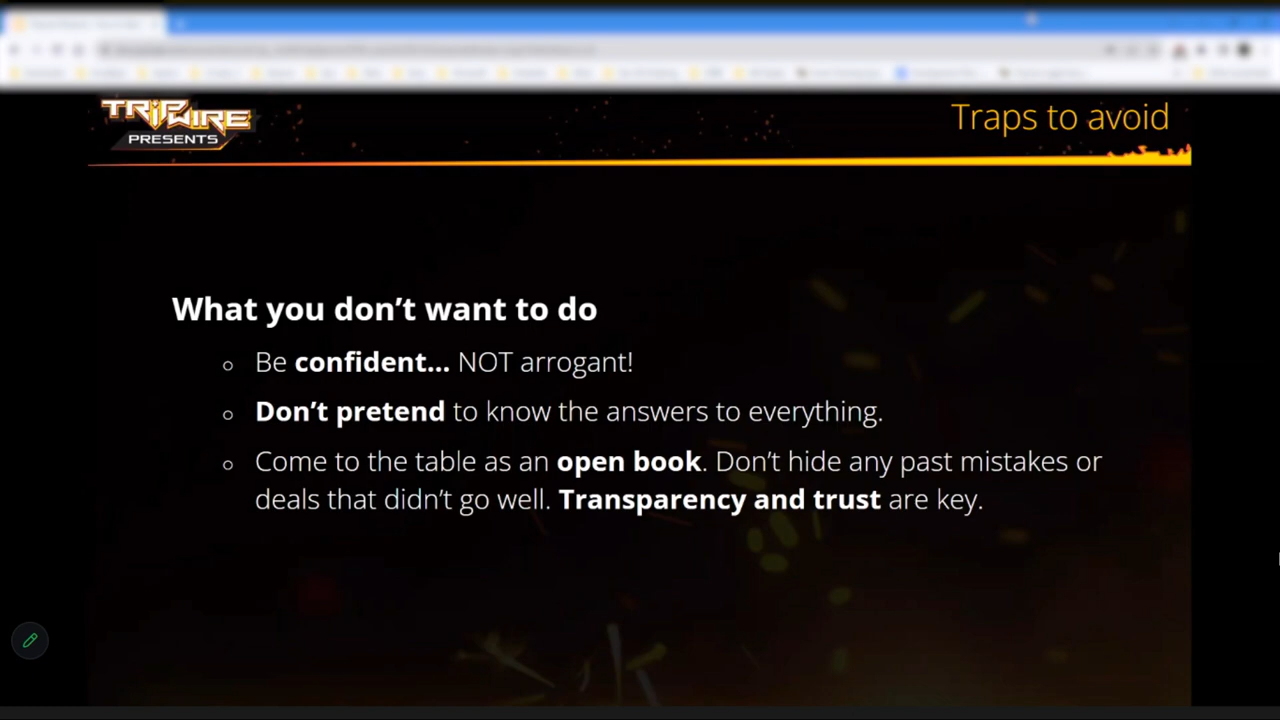 TRIPWIRE
PRESENTS
Traps to avoid
What you don’t want to do
Be confident... NOT arrogant!
Don’t pretend to know the answers to everything.
Come to the table as an open book. Don’t hide any past mistakes or
deals that didn’t go well. Transparency and trust are key.